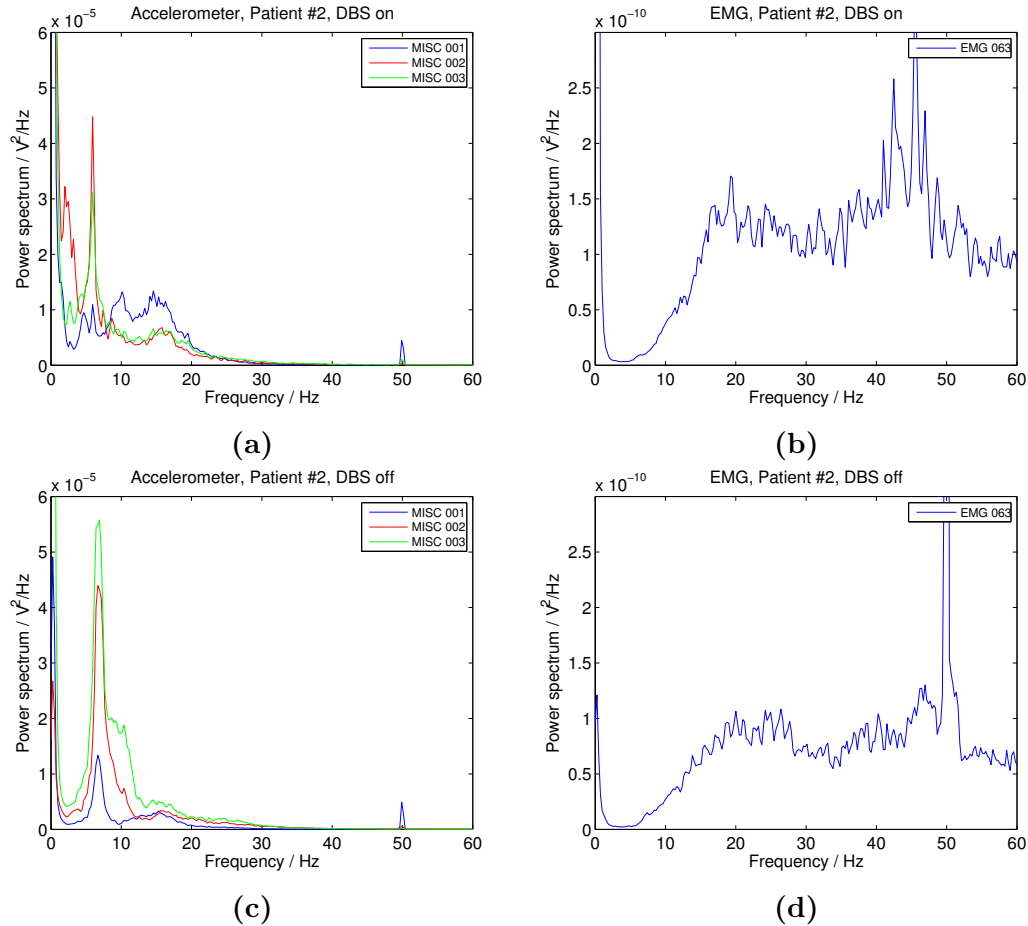 Accelerometer, Patient #2, DBS on
x 10⁻⁵
MISC 001
MISC 002
MISC 003
Power spectrum / V²/Hz
6
5
4
3
2
1
0
0 10 20 30 40 50 60
Frequency / Hz
(a)
EMG, Patient #2, DBS on
x 10⁻¹⁰
EMG 063
Power spectrum / V²/Hz
2.5
2
1.5
1
0.5
0
0 10 20 30 40 50 60
Frequency / Hz
(b)
Accelerometer, Patient #2, DBS off
x 10⁻⁵
MISC 001
MISC 002
MISC 003
Power spectrum / V²/Hz
6
5
4
3
2
1
0
0 10 20 30 40 50 60
Frequency / Hz
(c)
EMG, Patient #2, DBS off
x 10⁻¹⁰
EMG 063
Power spectrum / V²/Hz
2.5
2
1.5
1
0.5
0
0 10 20 30 40 50 60
Frequency / Hz
(d)